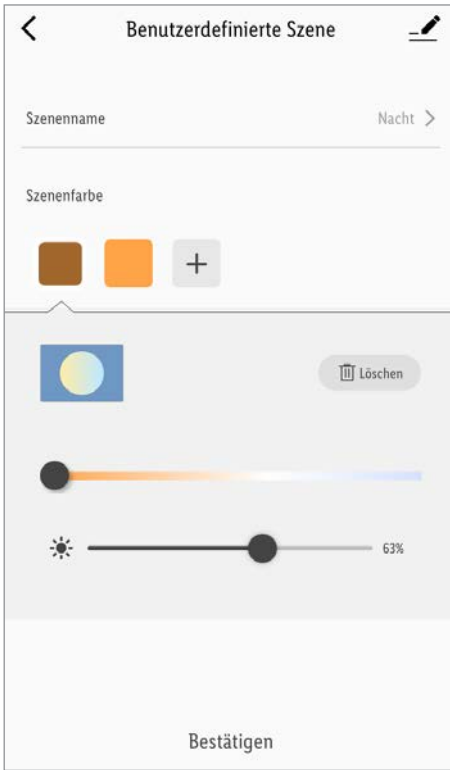 Benutzerdefinierte Szene
Szenenname Nacht
Szenenfarbe
Löschen
63%
Bestätigen